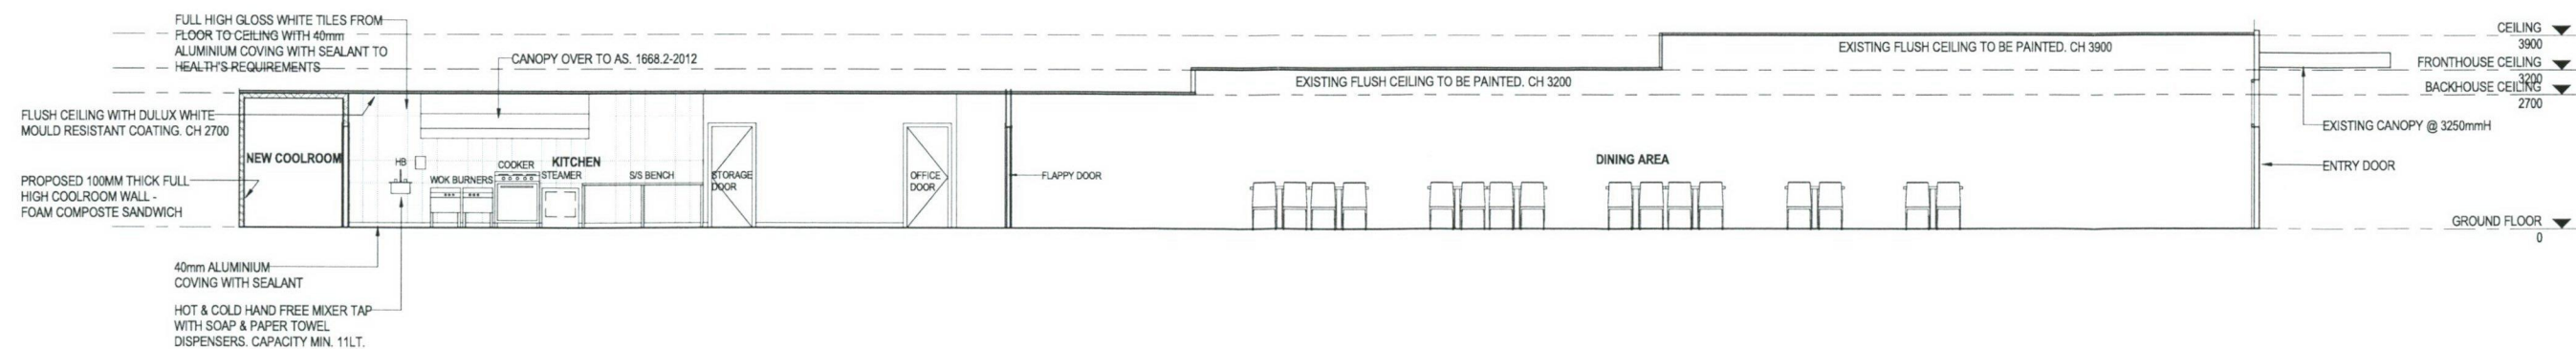 FULL HIGH GLOSS WHITE TILES FROM
FLOOR TO CEILING WITH 40mm
ALUMINIUM COVING WITH SEALANT TO
HEALTH'S REQUIREMENTS
CANOPY OVER TO AS. 1668.2-2012
EXISTING FLUSH CEILING TO BE PAINTED. CH 3200
EXISTING FLUSH CEILING TO BE PAINTED. CH 3900
CEILING
3900
FRONTHOUSE CEILING
3200
BACKHOUSE CEILING
2700
FLUSH CEILING WITH DULUX WHITE
MOULD RESISTANT COATING. CH 2700
EXISTING CANOPY @ 3250mmH
NEW COOLROOM
HB
KITCHEN
COOKER
WOK BURNERS
STEAMER
S/S BENCH
STORAGE
DOOR
OFFICE
DOOR
FLAPPY DOOR
DINING AREA
ENTRY DOOR
PROPOSED 100MM THICK FULL
HIGH COOLROOM WALL -
FOAM COMPOSTE SANDWICH
GROUND FLOOR
0
40mm ALUMINIUM
COVING WITH SEALANT
HOT & COLD HAND FREE MIXER TAP
WITH SOAP & PAPER TOWEL
DISPENSERS. CAPACITY MIN. 11LT.